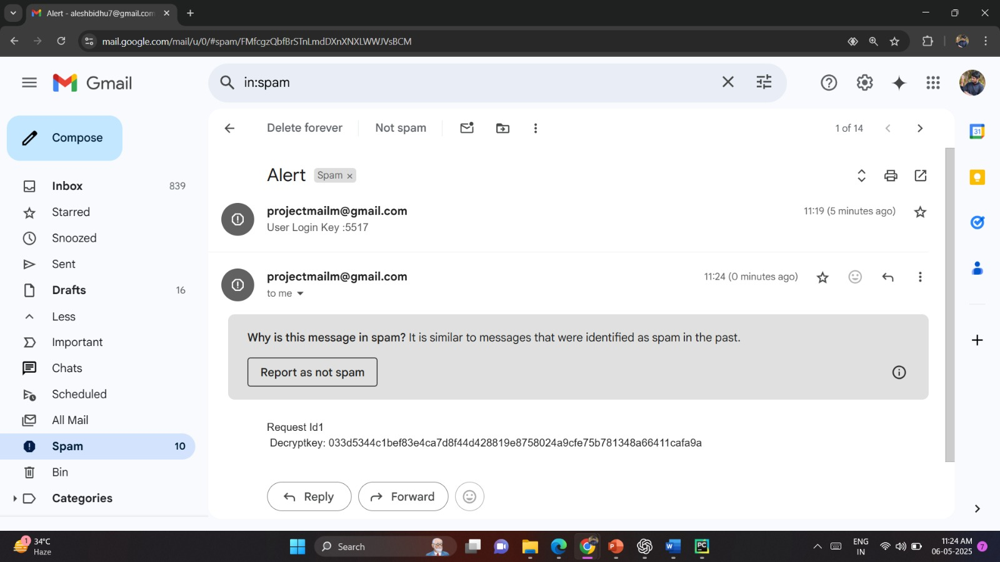 Alert - aleshbidhu7@gmail.com
mail.google.com/mail/u/0/#spam/FMfcgzQbfBrSTnLmdDXnXNXLWWJVsBCM
Gmail
in:spam
Compose
Delete forever
Not spam
1 of 14
Inbox 839
Starred
Snoozed
Sent
Drafts 16
Less
Important
Chats
Scheduled
All Mail
Spam 10
Bin
Categories
Alert Spam ×
projectmailm@gmail.com 11:19 (5 minutes ago)
User Login Key :5517
projectmailm@gmail.com 11:24 (0 minutes ago)
to me
Why is this message in spam? It is similar to messages that were identified as spam in the past.
Report as not spam
Request Id1
Decryptkey: 033d5344c1bef83e4ca7d8f44d428819e8758024a9cfe75b781348a66411cafa9a
Reply
Forward
31
1
34°C
Haze
Search
P
W
PC
ENG
IN
11:24 AM
06-05-2025
7